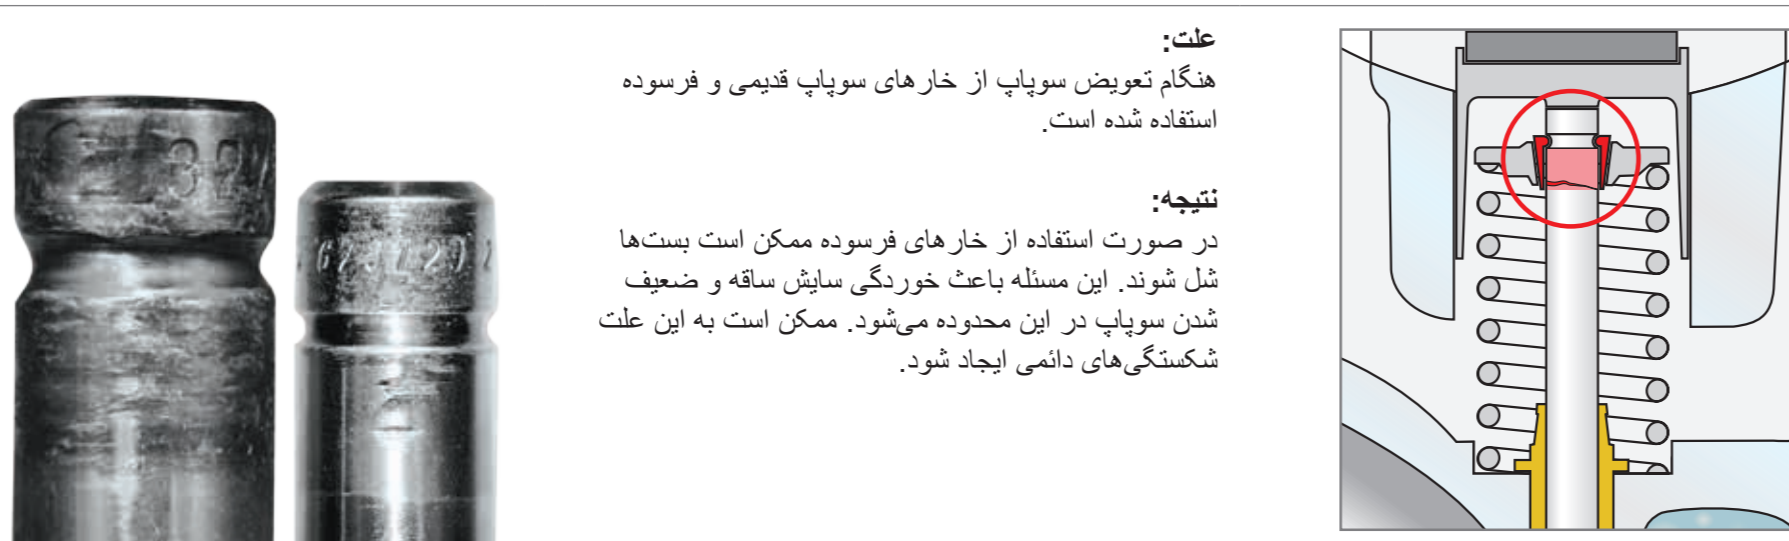 علت:
هنگام تعویض سوپاپ از خارهای سوپاپ قدیمی و فرسوده
استفاده شده است.
نتیجه:
در صورت استفاده از خارهای فرسوده ممکن است بست‌ها
شل شوند. این مسئله باعث خوردگی سایش ساقه و ضعیف
شدن سوپاپ در این محدوده می‌شود. ممکن است به این علت
شکستگی‌های دائمی ایجاد شود.